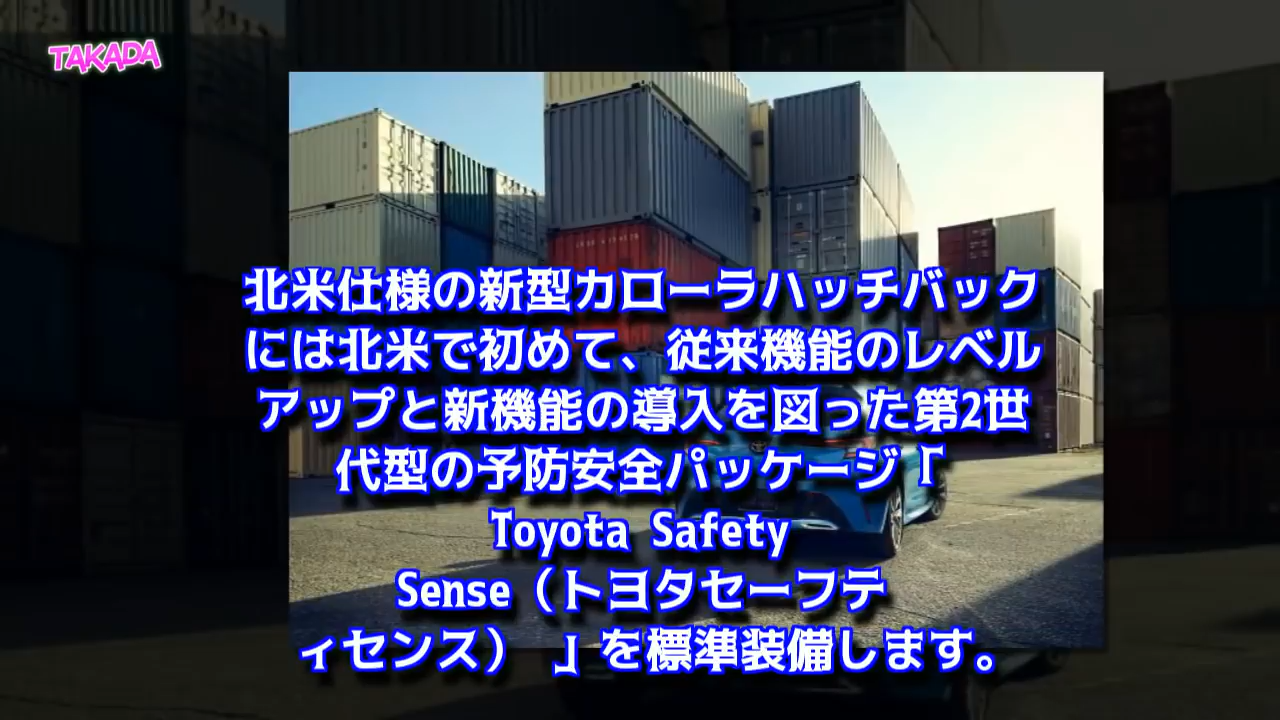 TAKADA
北米仕様の新型カローラハッチバック
には北米で初めて、従来機能のレベル
アップと新機能の導入を図った第2世
代型の予防安全パッケージ「
Toyota Safety
Sense（トヨタセーフテ
ィセンス） 」を標準装備します。